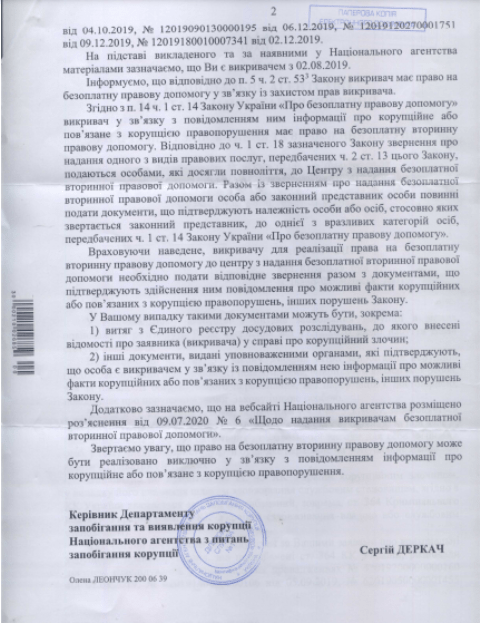 2
ПАПЕРОВА КОПІЯ
від 04.10.2019, № 12019090130000195 від 06.12.2019, № 12019120270001751
від 09.12.2019, № 12019180010007341 від 02.12.2019.
На підставі викладеного та за наявними у Національного агентства
матеріалами зазначаємо, що Ви є викривачем з 02.08.2019.
Інформуємо, що відповідно до п. 5 ч. 2 ст. 53³ Закону викривач має право на
безоплатну правову допомогу у зв’язку із захистом прав викривача.
Згідно з п. 14 ч. 1 ст. 14 Закону України «Про безоплатну правову допомогу»
викривач у зв’язку з повідомленням ним інформації про корупційне або
пов’язане з корупцією правопорушення має право на безоплатну вторинну
правову допомогу. Відповідно до ч. 1 ст. 18 зазначеного Закону звернення про
надання одного з видів правових послуг, передбачених ч. 2 ст. 13 цього Закону,
подаються особами, які досягли повноліття, до Центру з надання безоплатної
вторинної правової допомоги. Разом із зверненням про надання безоплатної
вторинної правової допомоги особа або законний представник особи повинні
подати документи, що підтверджують належність особи або осіб, стосовно яких
звертається законний представник, до однієї з вразливих категорій осіб,
передбачених ч. 1 ст. 14 Закону України «Про безоплатну правову допомогу».
Враховуючи наведене, викривачу для реалізації права на безоплатну
вторинну правову допомогу до центру з надання безоплатної вторинної правової
допомоги необхідно подати відповідне звернення разом з документами, що
підтверджують здійснення ним повідомлення про можливі факти корупційних
або пов’язаних з корупцією правопорушень, інших порушень Закону.
У Вашому випадку такими документами можуть бути, зокрема:
1) витяг з Єдиного реєстру досудових розслідувань, до якого внесені
відомості про заявника (викривача) у справі про корупційний злочин;
2) інші документи, видані уповноваженими органами, які підтверджують,
що особа є викривачем у зв’язку із повідомленням нею інформації про можливі
факти корупційних або пов’язаних з корупцією правопорушень, інших порушень
Закону.
Додатково зазначаємо, що на вебсайті Національного агентства розміщено
роз’яснення від 09.07.2020 № 6 «Щодо надання викривачам безоплатної
вторинної правової допомоги».
Звертаємо увагу, що право на безоплатну вторинну правову допомогу може
бути реалізовано виключно у зв’язку з повідомленням інформації про
корупційне або пов’язане з корупцією правопорушення.
Керівник Департаменту
запобігання та виявлення корупції
Національного агентства з питань
запобігання корупції
Сергій ДЕРКАЧ
Олена ЛЕОНЧУК 200 06 39